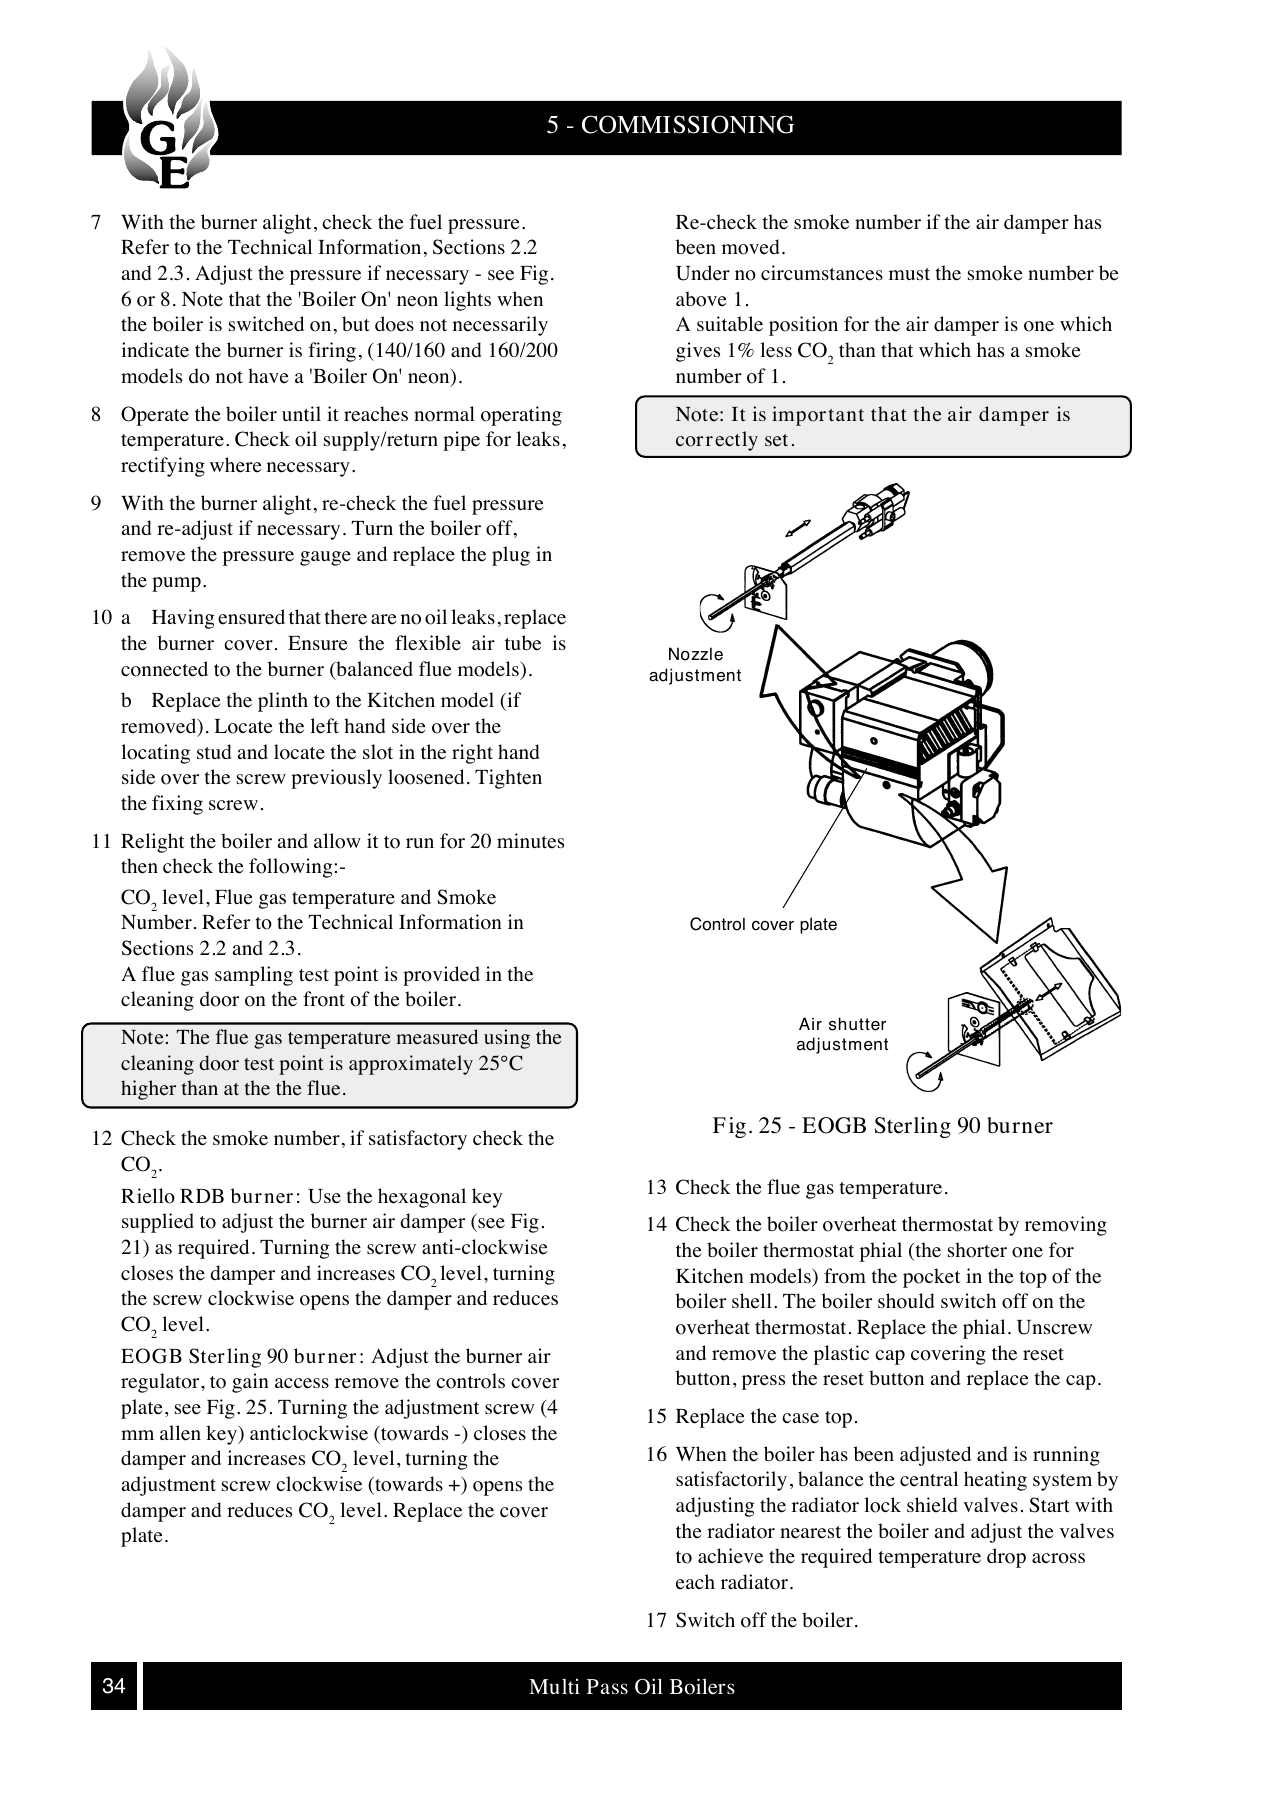 5 - COMMISSIONING
G
E
7 With the burner alight, check the fuel pressure.
Refer to the Technical Information, Sections 2.2
and 2.3. Adjust the pressure if necessary - see Fig.
6 or 8. Note that the 'Boiler On' neon lights when
the boiler is switched on, but does not necessarily
indicate the burner is firing, (140/160 and 160/200
models do not have a 'Boiler On' neon).
8 Operate the boiler until it reaches normal operating
temperature. Check oil supply/return pipe for leaks,
rectifying where necessary.
9 With the burner alight, re-check the fuel pressure
and re-adjust if necessary. Turn the boiler off,
remove the pressure gauge and replace the plug in
the pump.
10 a Having ensured that there are no oil leaks, replace
the burner cover. Ensure the flexible air tube is
connected to the burner (balanced flue models).
b Replace the plinth to the Kitchen model (if
removed). Locate the left hand side over the
locating stud and locate the slot in the right hand
side over the screw previously loosened. Tighten
the fixing screw.
11 Relight the boiler and allow it to run for 20 minutes
then check the following:-
CO2 level, Flue gas temperature and Smoke
Number. Refer to the Technical Information in
Sections 2.2 and 2.3.
A flue gas sampling test point is provided in the
cleaning door on the front of the boiler.
Note: The flue gas temperature measured using the
cleaning door test point is approximately 25°C
higher than at the the flue.
12 Check the smoke number, if satisfactory check the
CO2.
Riello RDB burner: Use the hexagonal key
supplied to adjust the burner air damper (see Fig.
21) as required. Turning the screw anti-clockwise
closes the damper and increases CO2 level, turning
the screw clockwise opens the damper and reduces
CO2 level.
EOGB Sterling 90 burner: Adjust the burner air
regulator, to gain access remove the controls cover
plate, see Fig. 25. Turning the adjustment screw (4
mm allen key) anticlockwise (towards -) closes the
damper and increases CO2 level, turning the
adjustment screw clockwise (towards +) opens the
damper and reduces CO2 level. Replace the cover
plate.
Re-check the smoke number if the air damper has
been moved.
Under no circumstances must the smoke number be
above 1.
A suitable position for the air damper is one which
gives 1% less CO2 than that which has a smoke
number of 1.
Note: It is important that the air damper is
correctly set.
Nozzle
adjustment
Control cover plate
Air shutter
adjustment
Fig. 25 - EOGB Sterling 90 burner
13 Check the flue gas temperature.
14 Check the boiler overheat thermostat by removing
the boiler thermostat phial (the shorter one for
Kitchen models) from the pocket in the top of the
boiler shell. The boiler should switch off on the
overheat thermostat. Replace the phial. Unscrew
and remove the plastic cap covering the reset
button, press the reset button and replace the cap.
15 Replace the case top.
16 When the boiler has been adjusted and is running
satisfactorily, balance the central heating system by
adjusting the radiator lock shield valves. Start with
the radiator nearest the boiler and adjust the valves
to achieve the required temperature drop across
each radiator.
17 Switch off the boiler.
34
Multi Pass Oil Boilers